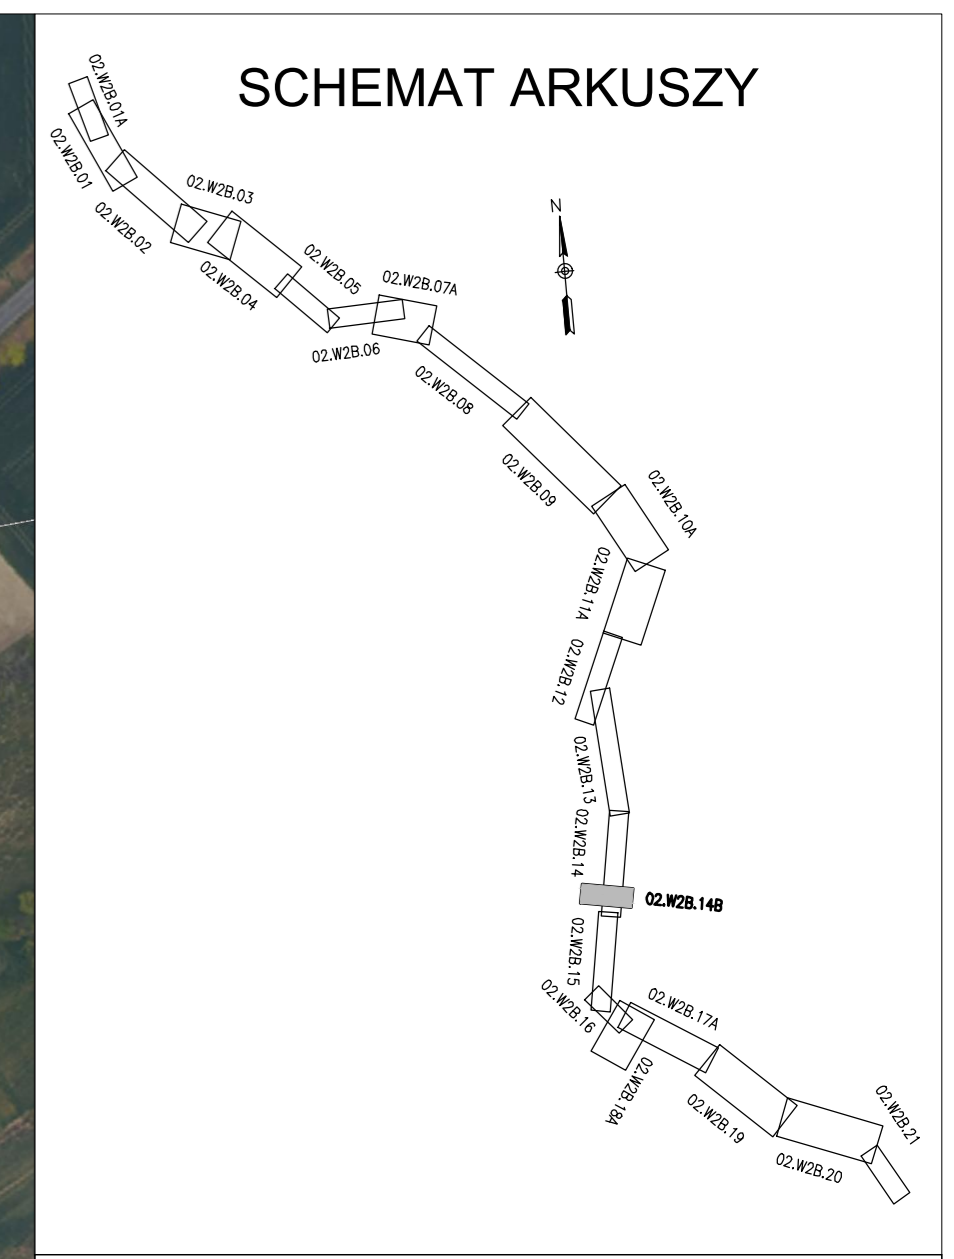 SCHEMAT ARKUSZY
02.W2B.01A
02.W2B.01
02.W2B.02
02.W2B.03
N
02.W2B.04
02.W2B.05
02.W2B.07A
02.W2B.06
02.W2B.08
02.W2B.09
02.W2B.10A
02.W2B.11A
02.W2B.12
02.W2B.13
02.W2B.14
02.W2B.14B
02.W2B.15
02.W2B.16
02.W2B.17A
02.W2B.18A
02.W2B.19
02.W2B.20
02.W2B.21